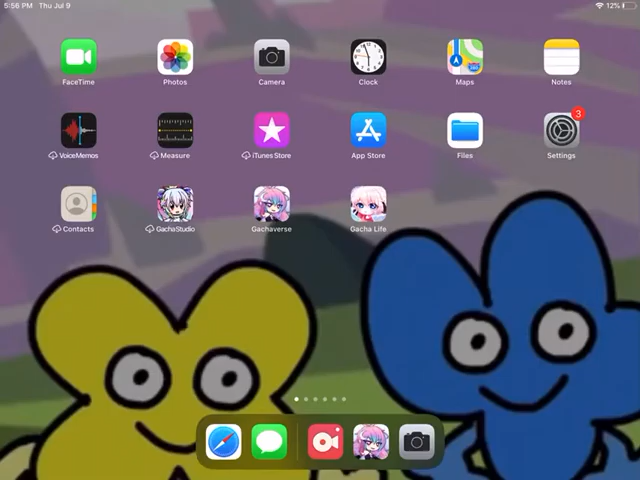 5:56 PM Thu Jul 9
12%
FaceTime
Photos
Camera
Clock
Maps
Notes
VoiceMemos
Measure
iTunes Store
App Store
Files
3
Settings
Contacts
GachaStudio
Gachaverse
Gacha Life